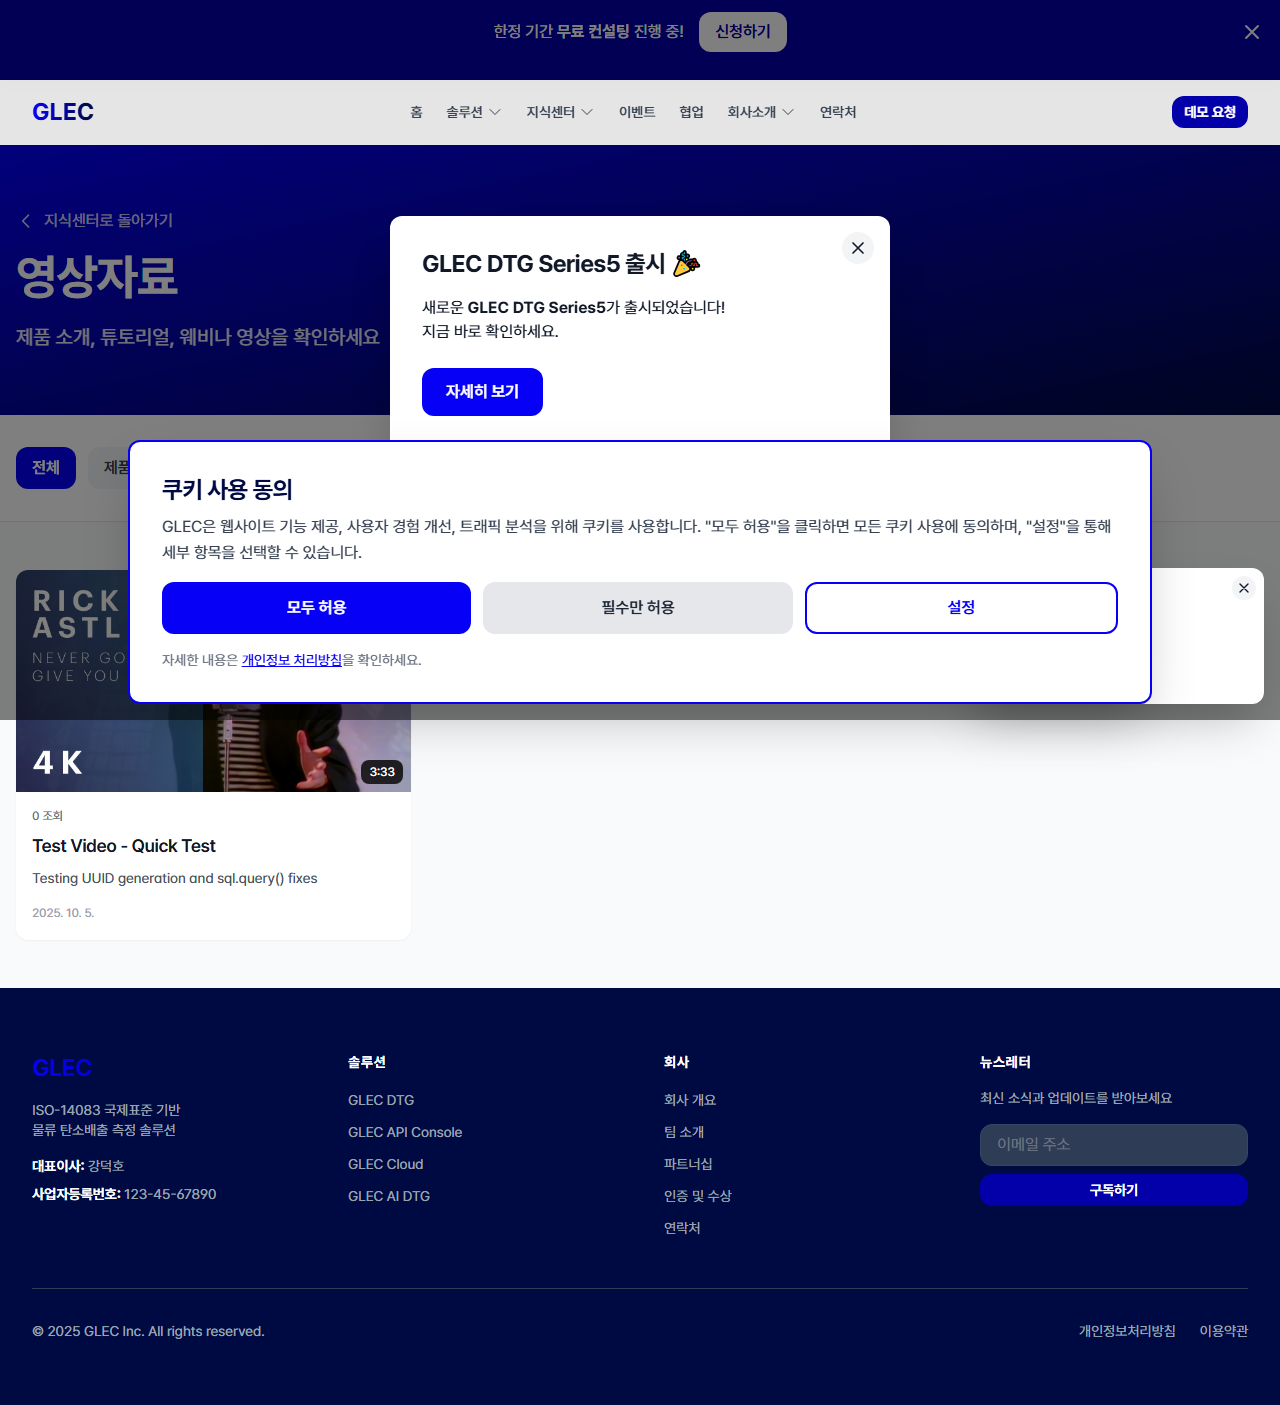 한정 기간 무료 컨설팅 진행 중! 신청하기
GLEC 홈 솔루션 지식센터 이벤트 협업 회사소개 연락처 데모 요청
지식센터로 돌아가기
영상자료
제품 소개, 튜토리얼, 웨비나 영상을 확인하세요
GLEC DTG Series5 출시 🎉
새로운 GLEC DTG Series5가 출시되었습니다!
지금 바로 확인하세요.
자세히 보기
전체 제품
쿠키 사용 동의
GLEC은 웹사이트 기능 제공, 사용자 경험 개선, 트래픽 분석을 위해 쿠키를 사용합니다. "모두 허용"을 클릭하면 모든 쿠키 사용에 동의하며, "설정"을 통해
세부 항목을 선택할 수 있습니다.
모두 허용 필수만 허용 설정
자세한 내용은 개인정보 처리방침을 확인하세요.
RICK
ASTL
NEVER GO
GIVE YOU
4K
3:33
0 조회
Test Video - Quick Test
Testing UUID generation and sql.query() fixes
2025. 10. 5.
GLEC
ISO-14083 국제표준 기반
물류 탄소배출 측정 솔루션
대표이사: 강덕호
사업자등록번호: 123-45-67890
솔루션
GLEC DTG
GLEC API Console
GLEC Cloud
GLEC AI DTG
회사
회사 개요
팀 소개
파트너십
인증 및 수상
연락처
뉴스레터
최신 소식과 업데이트를 받아보세요
이메일 주소
구독하기
© 2025 GLEC Inc. All rights reserved.
개인정보처리방침 이용약관